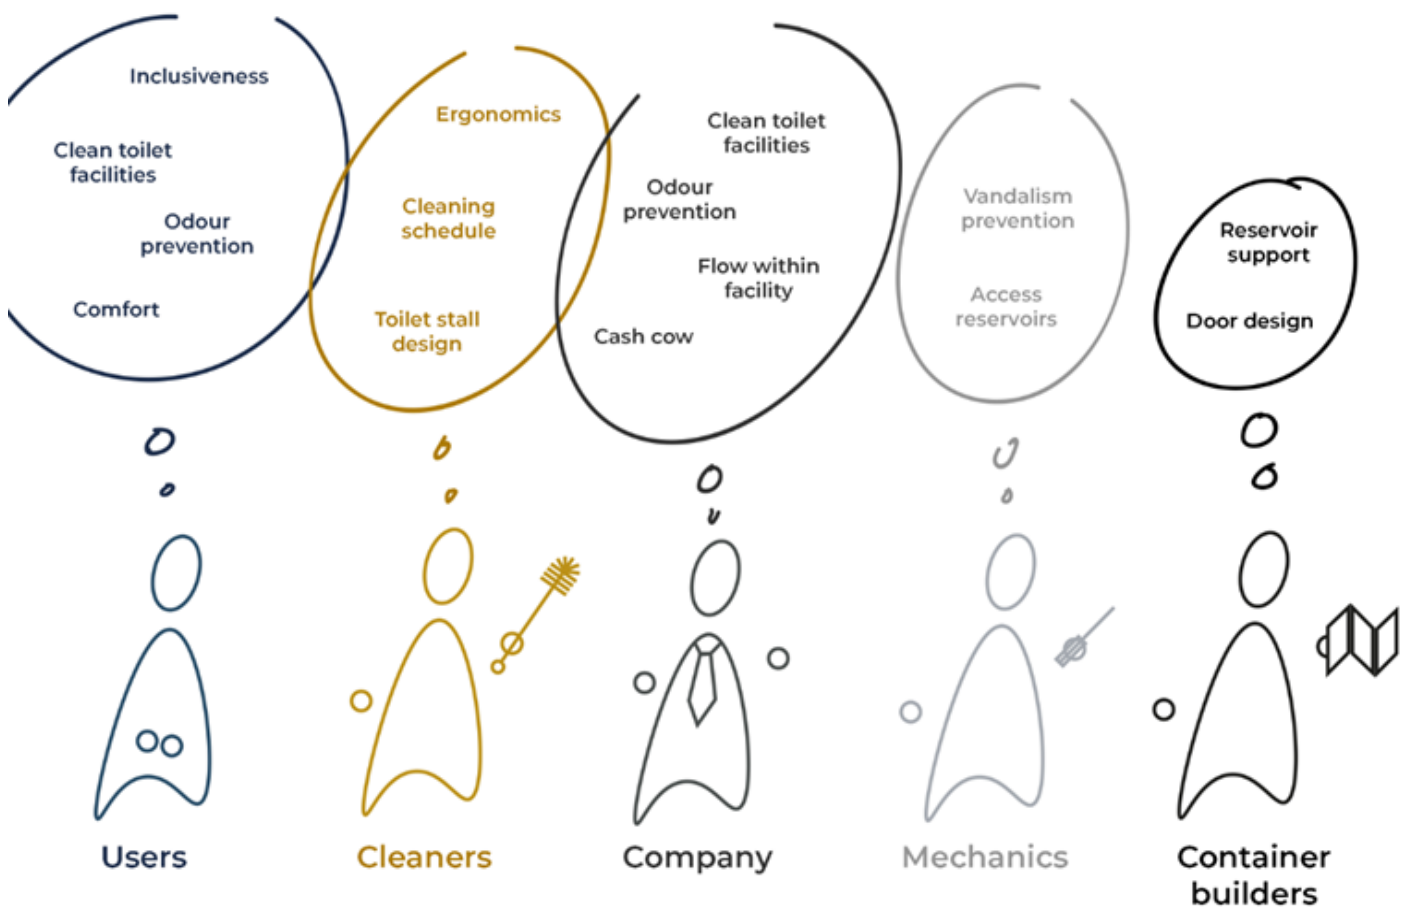 Inclusiveness
Clean toilet
facilities
Odour
prevention
Comfort
Ergonomics
Cleaning
schedule
Toilet stall
design
Clean toilet
facilities
Odour
prevention
Flow within
facility
Cash cow
Vandalism
prevention
Access
reservoirs
Reservoir
support
Door design
Users
Cleaners
Company
Mechanics
Container
builders